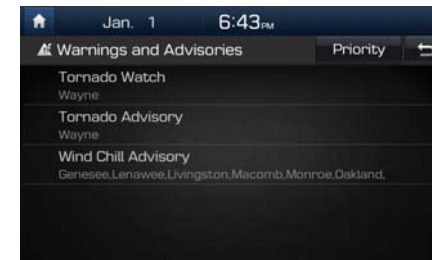 Jan. 1 6:43PM
Warnings and Advisories Priority
Tornado Watch
Wayne
Tornado Advisory
Wayne
Wind Chill Advisory
Genesee,Lenawee,Livingston,Macomb,Monroe,Oakland,